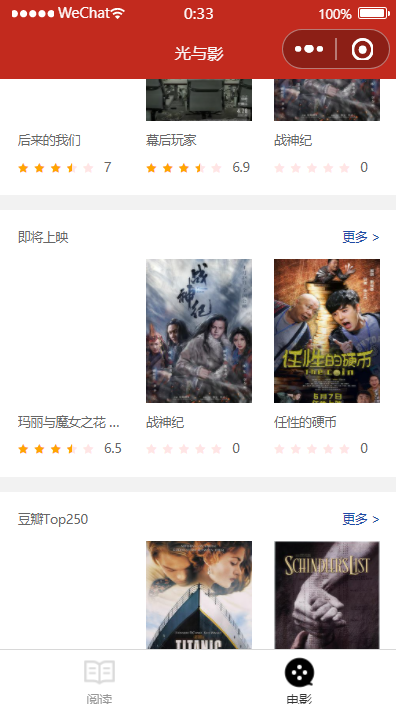 WeChat
0:33
100%
光与影
后来的我们
幕后玩家
战神纪
7
6.9
0
即将上映
更多 >
战神纪
任性的硬币
THE COIN
6月7日
玛丽与魔女之花 ...
战神纪
任性的硬币
6.5
0
0
豆瓣Top250
更多 >
TITANIC
SCHINDLER'S LIST
阅读
电影